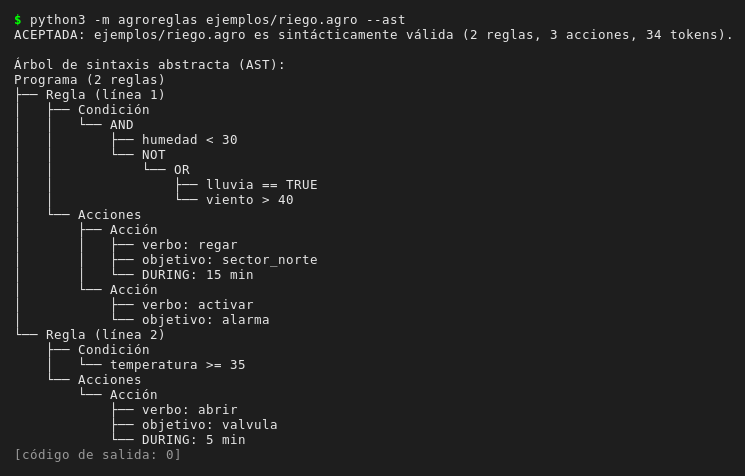 $ python3 -m agroreglas ejemplos/riego.agro --ast
ACEPTADA: ejemplos/riego.agro es sintácticamente válida (2 reglas, 3 acciones, 34 tokens).

Árbol de sintaxis abstracta (AST):
Programa (2 reglas)
├── Regla (línea 1)
│   ├── Condición
│   │   └── AND
│   │       ├── humedad < 30
│   │       └── NOT
│   │           └── OR
│   │               ├── lluvia == TRUE
│   │               └── viento > 40
│   └── Acciones
│       ├── Acción
│       │   ├── verbo: regar
│       │   ├── objetivo: sector_norte
│       │   └── DURING: 15 min
│       └── Acción
│           ├── verbo: activar
│           └── objetivo: alarma
└── Regla (línea 2)
    ├── Condición
    │   └── temperatura >= 35
    └── Acciones
        └── Acción
            ├── verbo: abrir
            ├── objetivo: valvula
            └── DURING: 5 min
[código de salida: 0]